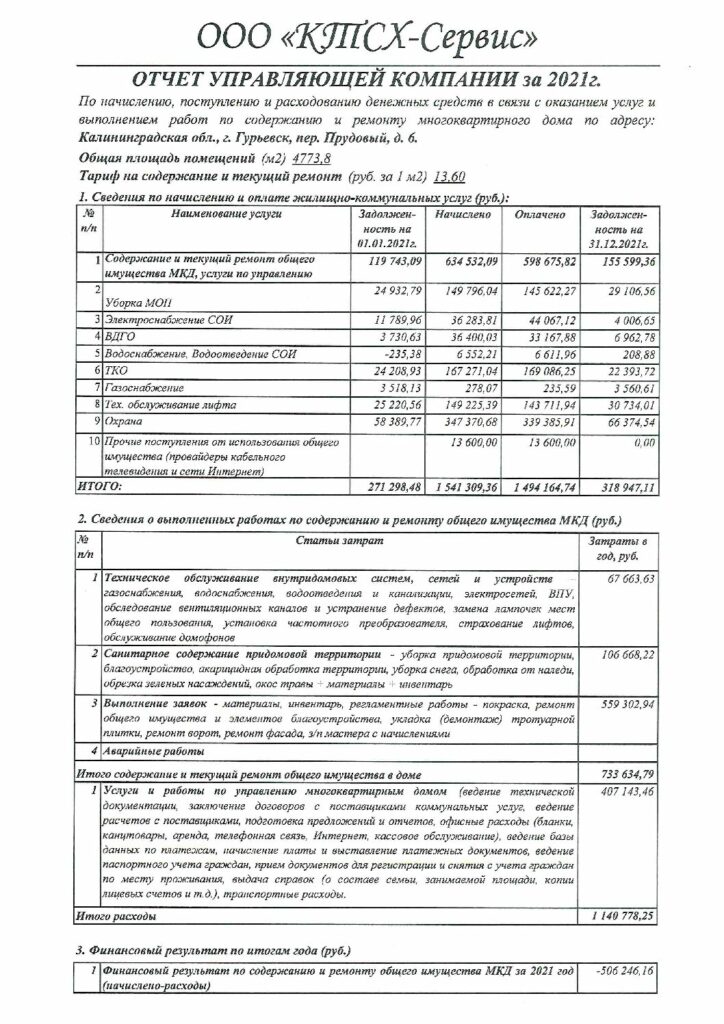 ООО «КТСХ-Сервис»
ОТЧЕТ УПРАВЛЯЮЩЕЙ КОМПАНИИ за 2021г.
По начислению, поступлению и расходованию денежных средств в связи с оказанием услуг и
выполнением работ по содержанию и ремонту многоквартирного дома по адресу:
Калининградская обл., г. Гурьевск, пер. Прудовый, д. 6.
Общая площадь помещений (м2) 4773,8
Тариф на содержание и текущий ремонт (руб. за 1 м2) 13,60
1. Сведения по начислению и оплате жилищно-коммунальных услуг (руб.):
№ Наименование услуги Задолжен- Начислено Оплачено Задолжен-
п/п ность на ность на
01.01.2021г. 31.12.2021г.
1 Содержание и текущий ремонт общего 119 743,09 634 532,09 598 675,82 155 599,36
имущества МКД, услуги по управлению
2 24 932,79 149 796,04 145 622,27 29 106,56
Уборка МОП
3 Электроснабжение СОИ 11 789,96 36 283,81 44 067,12 4 006,65
4 ВДГО 3 730,63 36 400,03 33 167,88 6 962,78
5 Водоснабжение, Водоотведение СОИ -235,38 6 552,21 6 611,96 208,88
6 ТКО 24 208,93 167 271,04 169 086,25 22 393,72
7 Газоснабжение 3 518,13 278,07 235,59 3 560,61
8 Тех. обслуживание лифта 25 220,56 149 225,39 143 711,94 30 734,01
9 Охрана 58 389,77 347 370,68 339 385,91 66 374,54
10 Прочие поступления от использования общего 13 600,00 13 600,00 0,00
имущества (провайдеры кабельного
телевидения и сети Интернет)
ИТОГО: 271 298,48 1 541 309,36 1 494 164,74 318 947,11
2. Сведения о выполненных работах по содержанию и ремонту общего имущества МКД (руб.)
№ Статьи затрат Затраты в
п/п год, руб.
1 Техническое обслуживание внутридомовых систем, сетей и устройств - 67 663,63
газоснабжения, водоснабжения, водоотведения и канализации, электросетей, ВПУ,
обследование вентиляционных каналов и устранение дефектов, замена лампочек мест
общего пользования, установка частотного преобразователя, страхование лифтов,
обслуживание домофонов
2 Санитарное содержание придомовой территории - уборка придомовой территории, 106 668,22
благоустройство, акарицидная обработка территории, уборка снега, обработка от наледи,
обрезка зеленых насаждений, окос травы + материалы + инвентарь
3 Выполнение заявок - материалы, инвентарь, регламентные работы - покраска, ремонт 559 302,94
общего имущества и элементов благоустройства, укладка (демонтаж) тротуарной
плитки, ремонт ворот, ремонт фасада, з/п мастера с начислениями
4 Аварийные работы
Итого содержание и текущий ремонт общего имущества в доме 733 634,79
1 Услуги и работы по управлению многоквартирным домом (ведение технической 407 143,46
документации, заключение договоров с поставщиками коммунальных услуг, ведение
расчетов с поставщиками, подготовка предложений и отчетов, офисные расходы (бланки,
канцтовары, аренда, телефонная связь, Интернет, кассовое обслуживание), ведение базы
данных по платежам, начисление платы и выставление платежных документов, ведение
паспортного учета граждан, прием документов для регистрации и снятия с учета граждан
по месту проживания, выдача справок (о составе семьи, занимаемой площади, копии
лицевых счетов и т.д.), транспортные расходы.
Итого расходы 1 140 778,25
3. Финансовый результат по итогам года (руб.)
1 Финансовый результат по содержанию и ремонту общего имущества МКД за 2021 год -506 246,16
(начислено-расходы)